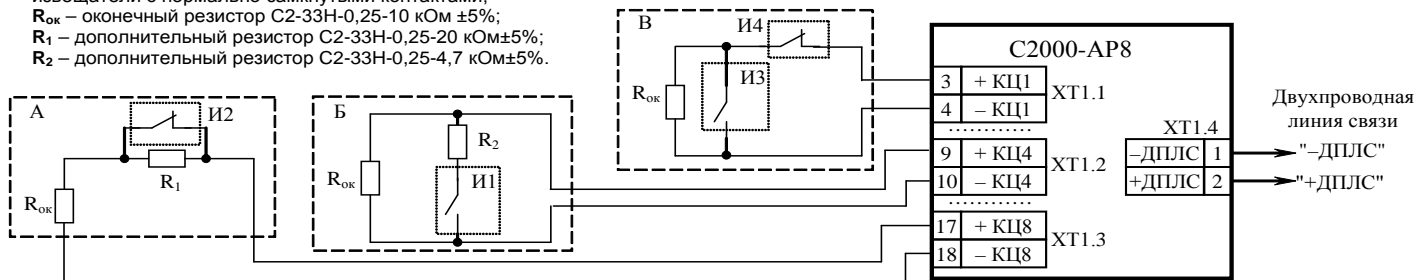 извещатели с нормально-замкнутыми контактами;
Rок – оконечный резистор С2-33Н-0,25-10 кОм ±5%;
R1 – дополнительный резистор С2-33Н-0,25-20 кОм±5%;
R2 – дополнительный резистор С2-33Н-0,25-4,7 кОм±5%.
А
И2
R1
Rок
Б
R2
И1
Rок
В
И4
И3
Rок
С2000-АР8
3 + КЦ1
4 – КЦ1
XT1.1
9 + КЦ4
10 – КЦ4
XT1.2
17 + КЦ8
18 – КЦ8
XT1.3
XT1.4
–ДПЛС 1
+ДПЛС 2
Двухпроводная
линия связи
"–ДПЛС"
"+ДПЛС"